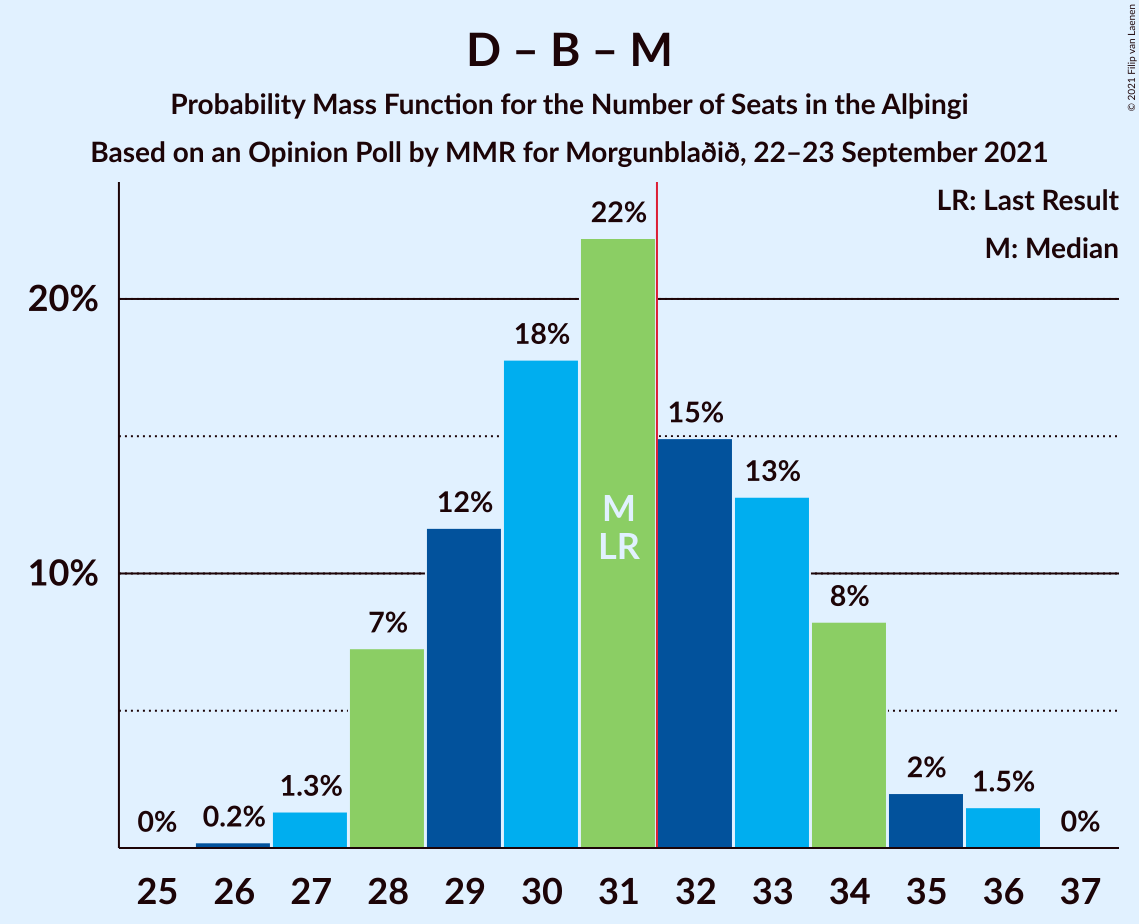 D – B – M
Probability Mass Function for the Number of Seats in the Alþingi
Based on an Opinion Poll by MMR for Morgunblaðið, 22–23 September 2021
© 2021 Filip van Laenen
LR: Last Result
M: Median
20%
10%
0%
0.2%
1.3%
7%
12%
18%
22%
15%
13%
8%
2%
1.5%
0%
M
LR
25 26 27 28 29 30 31 32 33 34 35 36 37